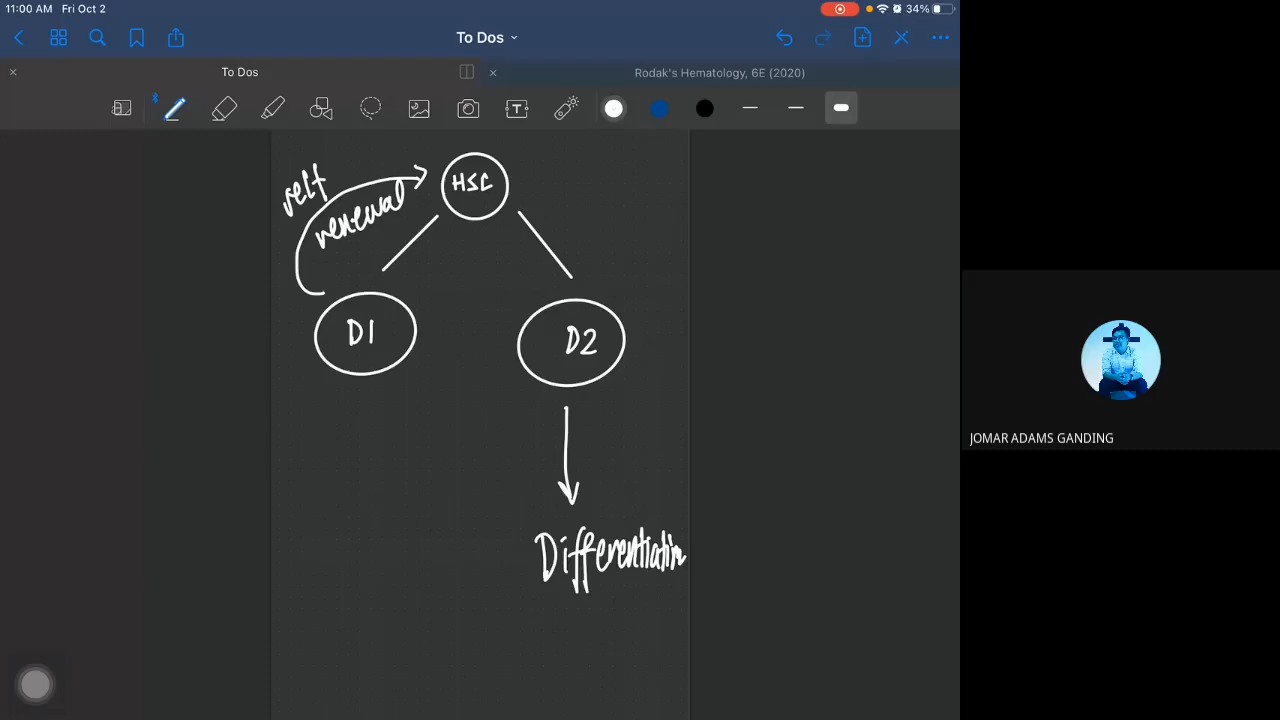 11:00 AM Fri Oct 2
34%
To Dos
To Dos
Rodak's Hematology, 6E (2020)
T
self
renewal
HSC
D1
D2
Differentiation
JOMAR ADAMS GANDING